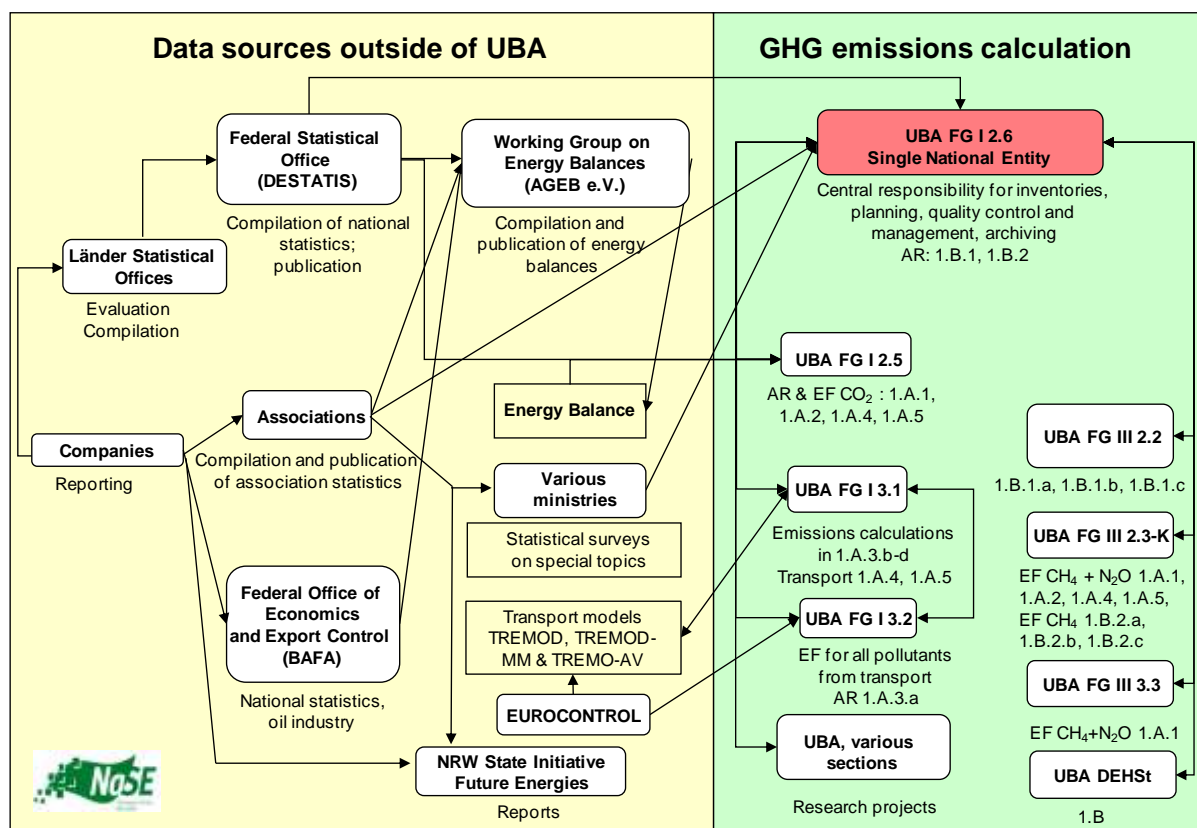 Data sources outside of UBA
GHG emissions calculation
Federal Statistical
Office
(DESTATIS)
Compilation of national
statistics;
publication
Working Group on
Energy Balances
(AGEB e.V.)
Compilation and
publication of energy
balances
Länder Statistical
Offices
Evaluation
Compilation
Associations
Compilation and publication
of association statistics
Companies
Reporting
Energy Balance
Various
ministries
Statistical surveys
on special topics
Federal Office of
Economics
and Export Control
(BAFA)
National statistics,
oil industry
Transport models
TREMOD, TREMOD-
MM & TREMO-AV
EUROCONTROL
NRW State Initiative
Future Energies
Reports
NaSE
UBA FG I 2.6
Single National Entity
Central responsibility for inventories,
planning, quality control and
management, archiving
AR: 1.B.1, 1.B.2
UBA FG I 2.5
AR & EF CO₂ : 1.A.1,
1.A.2, 1.A.4, 1.A.5
UBA FG I 3.1
Emissions calculations
in 1.A.3.b-d
Transport 1.A.4, 1.A.5
UBA FG I 3.2
EF for all pollutants
from transport
AR 1.A.3.a
UBA, various
sections
Research projects
UBA FG III 2.2
1.B.1.a, 1.B.1.b, 1.B.1.c
UBA FG III 2.3-K
EF CH₄ + N₂O 1.A.1,
1.A.2, 1.A.4, 1.A.5,
EF CH₄ 1.B.2.a,
1.B.2.b, 1.B.2.c
UBA FG III 3.3
EF CH₄+N₂O 1.A.1
UBA DEHSt
1.B